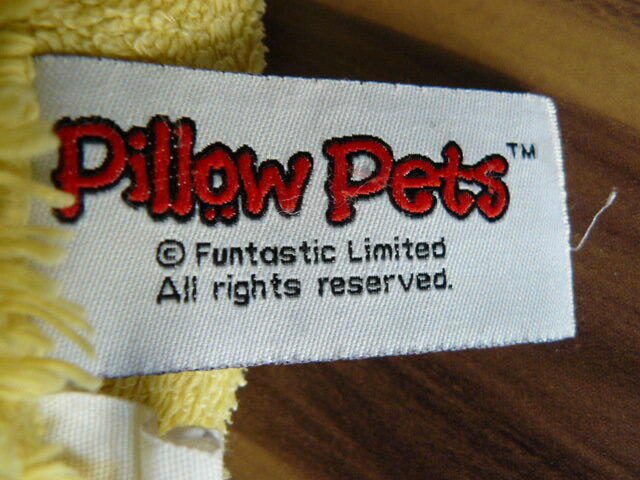 Pillow Pets™
© Funtastic Limited
All rights reserved.